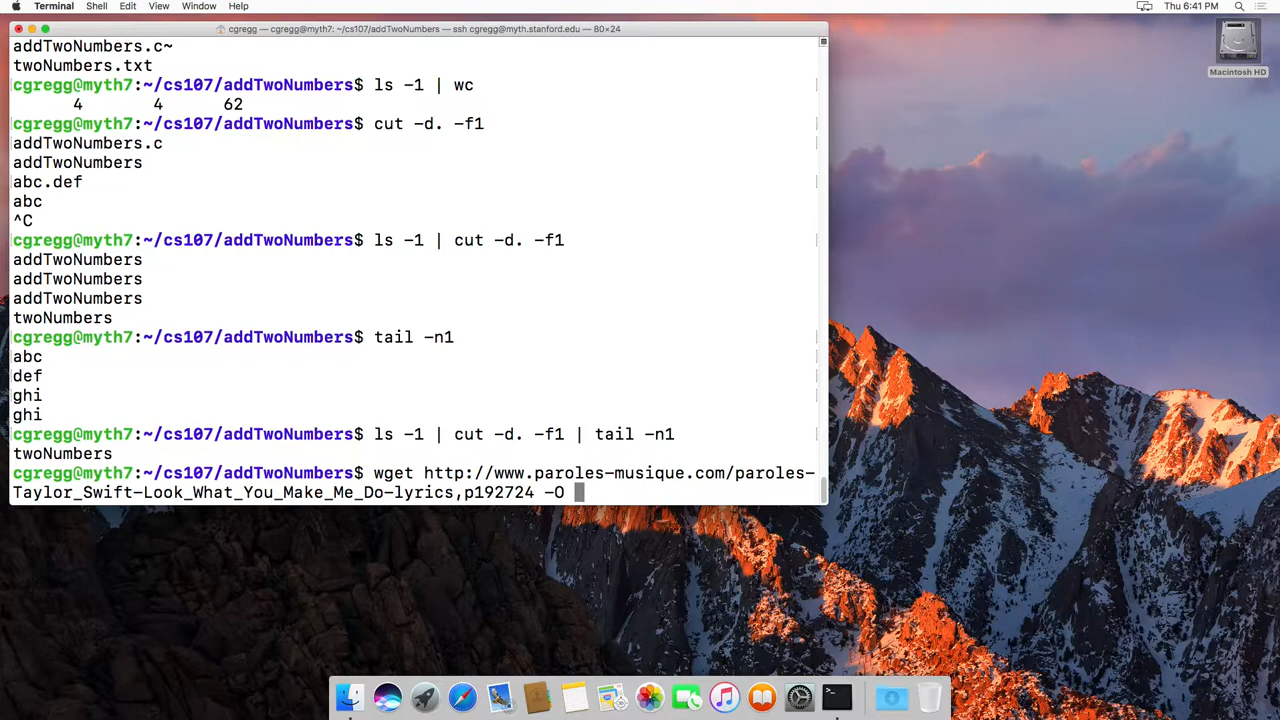 Terminal Shell Edit View Window Help Thu 6:41 PM
cgregg — cgregg@myth7: ~/cs107/addTwoNumbers — ssh cgregg@myth.stanford.edu — 80×24
Macintosh HD
addTwoNumbers.c~
twoNumbers.txt
cgregg@myth7:~/cs107/addTwoNumbers$ ls -1 | wc
4 4 62
cgregg@myth7:~/cs107/addTwoNumbers$ cut -d. -f1
addTwoNumbers.c
addTwoNumbers
abc.def
abc
^C
cgregg@myth7:~/cs107/addTwoNumbers$ ls -1 | cut -d. -f1
addTwoNumbers
addTwoNumbers
addTwoNumbers
twoNumbers
cgregg@myth7:~/cs107/addTwoNumbers$ tail -n1
abc
def
ghi
ghi
cgregg@myth7:~/cs107/addTwoNumbers$ ls -1 | cut -d. -f1 | tail -n1
twoNumbers
cgregg@myth7:~/cs107/addTwoNumbers$ wget http://www.paroles-musique.com/paroles-
Taylor_Swift-Look_What_You_Make_Me_Do-lyrics,p192724 -O